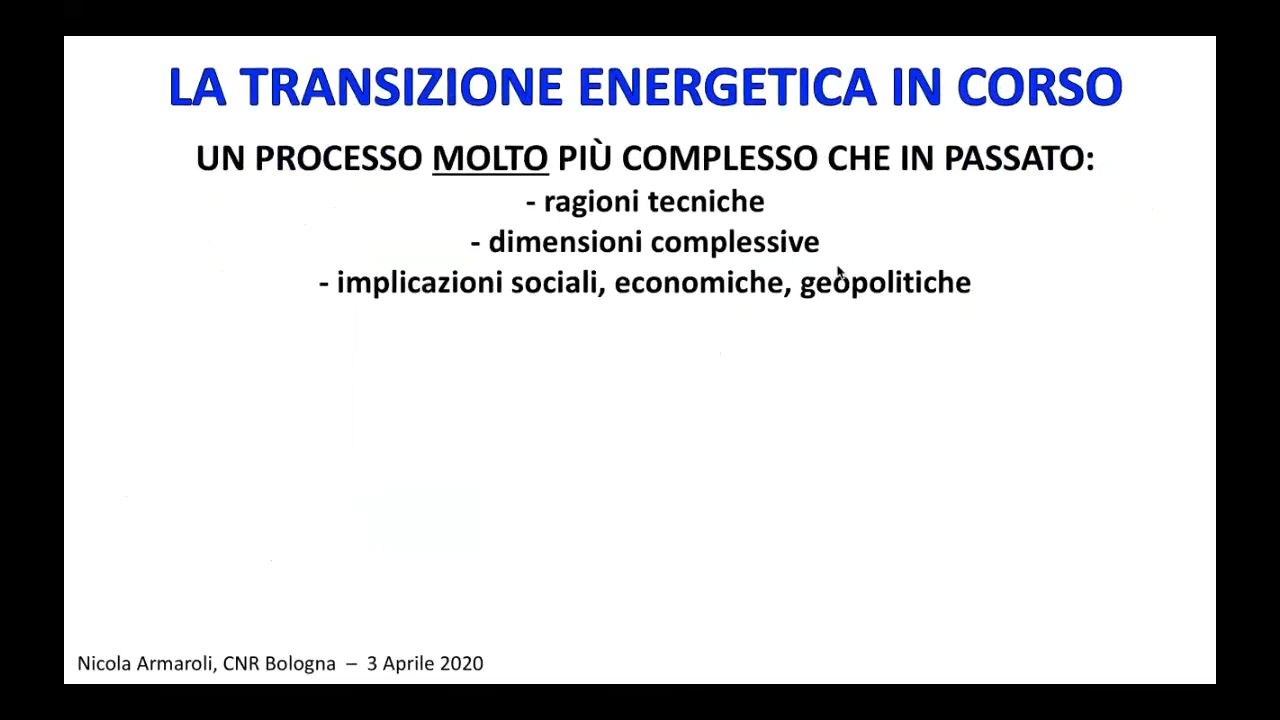 LA TRANSIZIONE ENERGETICA IN CORSO
UN PROCESSO MOLTO PIÙ COMPLESSO CHE IN PASSATO:
- ragioni tecniche
- dimensioni complessive
- implicazioni sociali, economiche, geopolitiche
Nicola Armaroli, CNR Bologna – 3 Aprile 2020